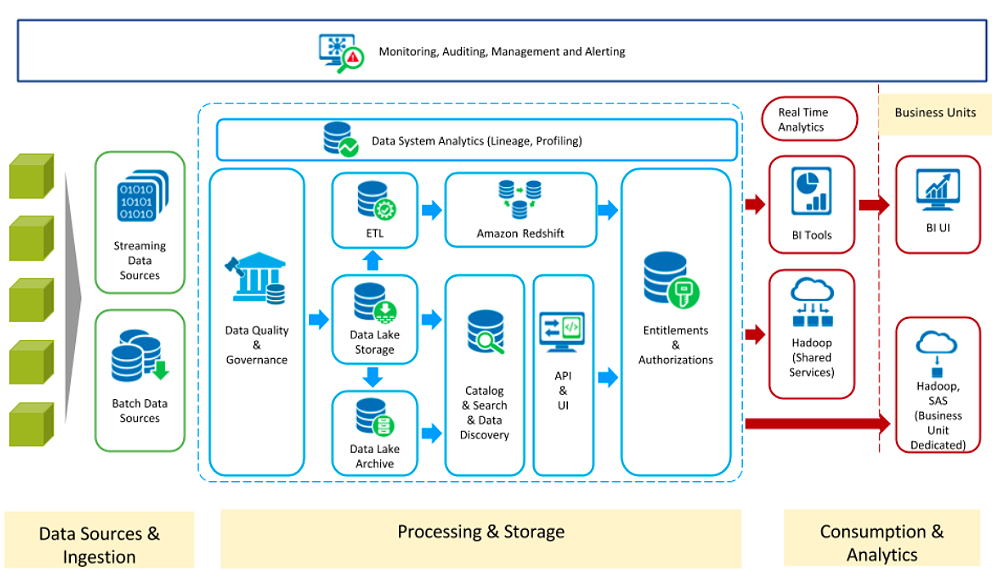 Monitoring, Auditing, Management and Alerting
Real Time
Analytics
Business Units
Data System Analytics (Lineage, Profiling)
01010
10101
01010
Streaming
Data
Sources
Batch Data
Sources
Data Quality
&
Governance
ETL
Amazon Redshift
Data Lake
Storage
Data Lake
Archive
Catalog
& Search
& Data
Discovery
</>
API
&
UI
Entitlements
&
Authorizations
BI Tools
BI UI
Hadoop
(Shared
Services)
Hadoop,
SAS
(Business
Unit
Dedicated)
Data Sources &
Ingestion
Processing & Storage
Consumption &
Analytics